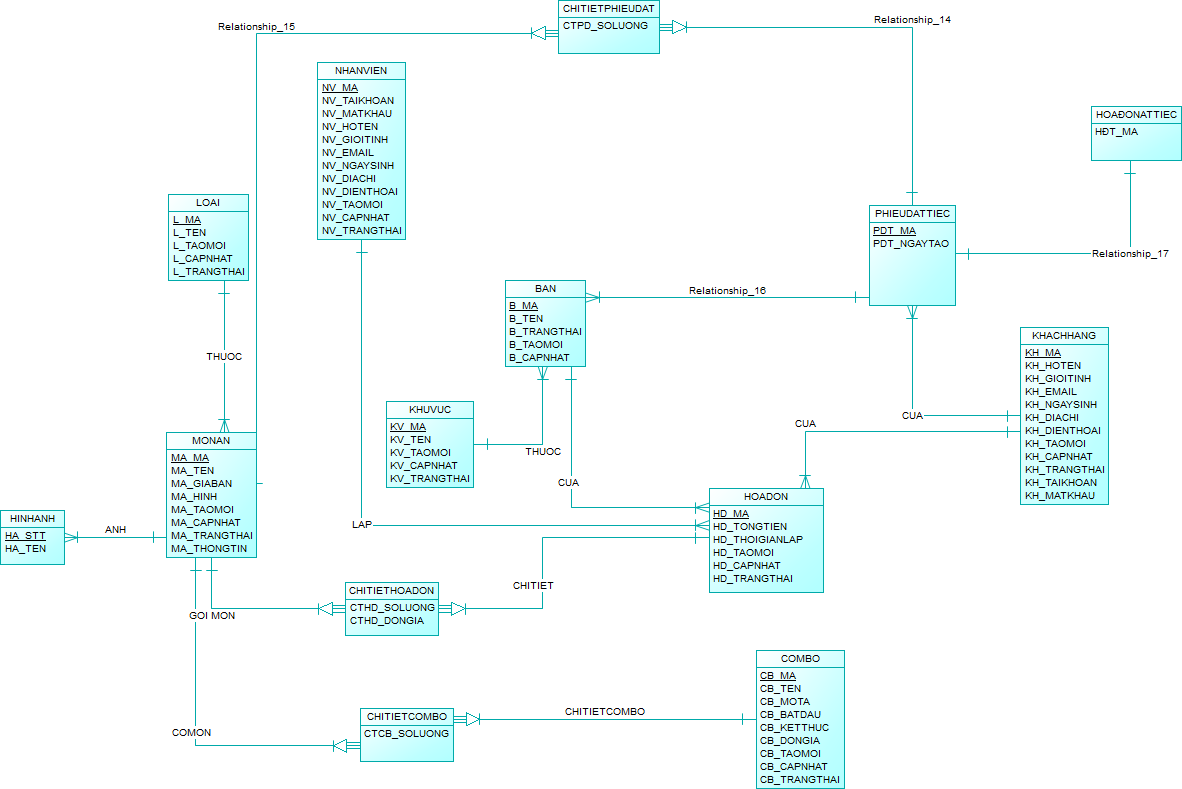 CHITIETPHIEUDAT
CTPD_SOLUONG
Relationship_15
Relationship_14
NHANVIEN
NV_MA
NV_TAIKHOAN
NV_MATKHAU
NV_HOTEN
NV_GIOITINH
NV_EMAIL
NV_NGAYSINH
NV_DIACHI
NV_DIENTHOAI
NV_TAOMOI
NV_CAPNHAT
NV_TRANGTHAI
HOAĐONATTIEC
HĐT_MA
LOAI
L_MA
L_TEN
L_TAOMOI
L_CAPNHAT
L_TRANGTHAI
PHIEUDATTIEC
PDT_MA
PDT_NGAYTAO
Relationship_17
BAN
B_MA
B_TEN
B_TRANGTHAI
B_TAOMOI
B_CAPNHAT
Relationship_16
KHACHHANG
KH_MA
KH_HOTEN
KH_GIOITINH
KH_EMAIL
KH_NGAYSINH
KH_DIACHI
KH_DIENTHOAI
KH_TAOMOI
KH_CAPNHAT
KH_TRANGTHAI
KH_TAIKHOAN
KH_MATKHAU
THUOC
KHUVUC
KV_MA
KV_TEN
KV_TAOMOI
KV_CAPNHAT
KV_TRANGTHAI
CUA
CUA
THUOC
CUA
MONAN
MA_MA
MA_TEN
MA_GIABAN
MA_HINH
MA_TAOMOI
MA_CAPNHAT
MA_TRANGTHAI
MA_THONGTIN
HOADON
HD_MA
HD_TONGTIEN
HD_THOIGIANLAP
HD_TAOMOI
HD_CAPNHAT
HD_TRANGTHAI
HINHANH
HA_STT
HA_TEN
ANH
LAP
CHITIETHOADON
CTHD_SOLUONG
CTHD_DONGIA
CHITIET
GOI MON
COMBO
CB_MA
CB_TEN
CB_MOTA
CB_BATDAU
CB_KETTHUC
CB_DONGIA
CB_TAOMOI
CB_CAPNHAT
CB_TRANGTHAI
CHITIETCOMBO
CTCB_SOLUONG
CHITIETCOMBO
COMON